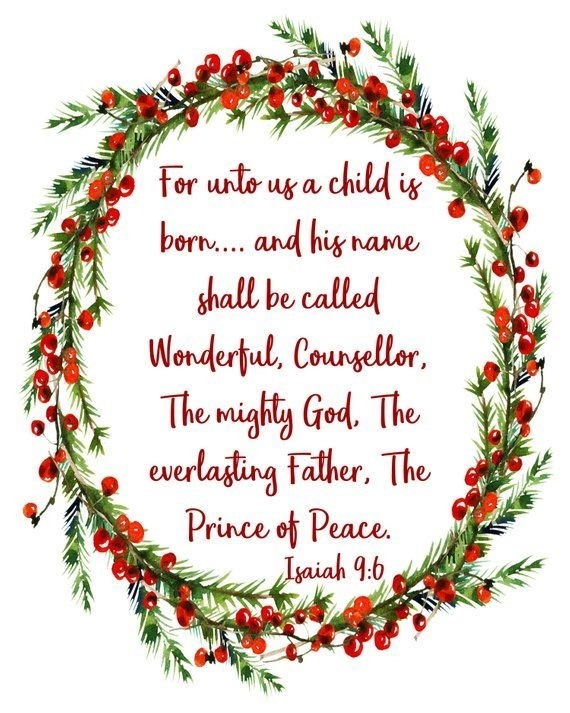 For unto us a child is
born.... and his name
shall be called
Wonderful, Counsellor,
The mighty God, The
everlasting Father, The
Prince of Peace.
Isaiah 9:6